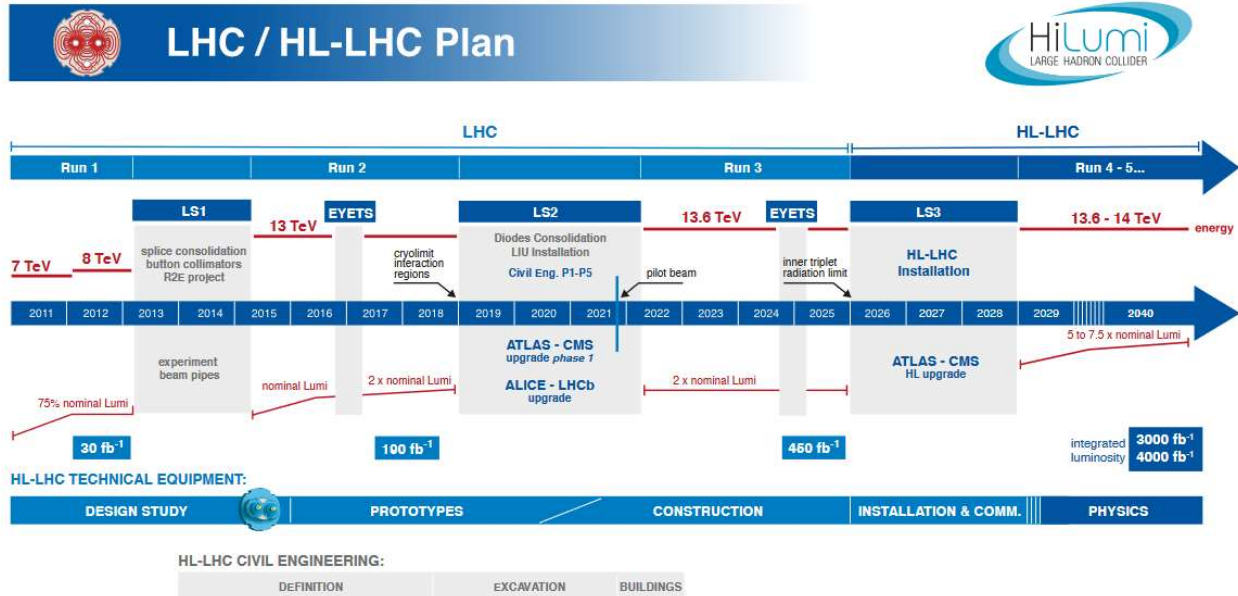 LHC / HL-LHC Plan
HiLumi
LARGE HADRON COLLIDER
LHC
HL-LHC
Run 1
Run 2
Run 3
Run 4 - 5...
LS1
EYETS
LS2
EYETS
LS3
13 TeV
13.6 TeV
13.6 - 14 TeV
energy
7 TeV
8 TeV
splice consolidation
button collimators
R2E project
cryolimit
interaction
regions
Diodes Consolidation
LIU Installation
Civil Eng. P1-P5
pilot beam
inner triplet
radiation limit
HL-LHC
Installation
2011 2012 2013 2014 2015 2016 2017 2018 2019 2020 2021 2022 2023 2024 2025 2026 2027 2028 2029 2040
experiment
beam pipes
ATLAS - CMS
upgrade phase 1
ALICE - LHCb
upgrade
ATLAS - CMS
HL upgrade
5 to 7.5 x nominal Lumi
75% nominal Lumi
nominal Lumi
2 x nominal Lumi
2 x nominal Lumi
30 fb⁻¹
190 fb⁻¹
450 fb⁻¹
integrated
luminosity
3000 fb⁻¹
4000 fb⁻¹
HL-LHC TECHNICAL EQUIPMENT:
DESIGN STUDY
PROTOTYPES
CONSTRUCTION
INSTALLATION & COMM.
PHYSICS
HL-LHC CIVIL ENGINEERING:
DEFINITION
EXCAVATION
BUILDINGS